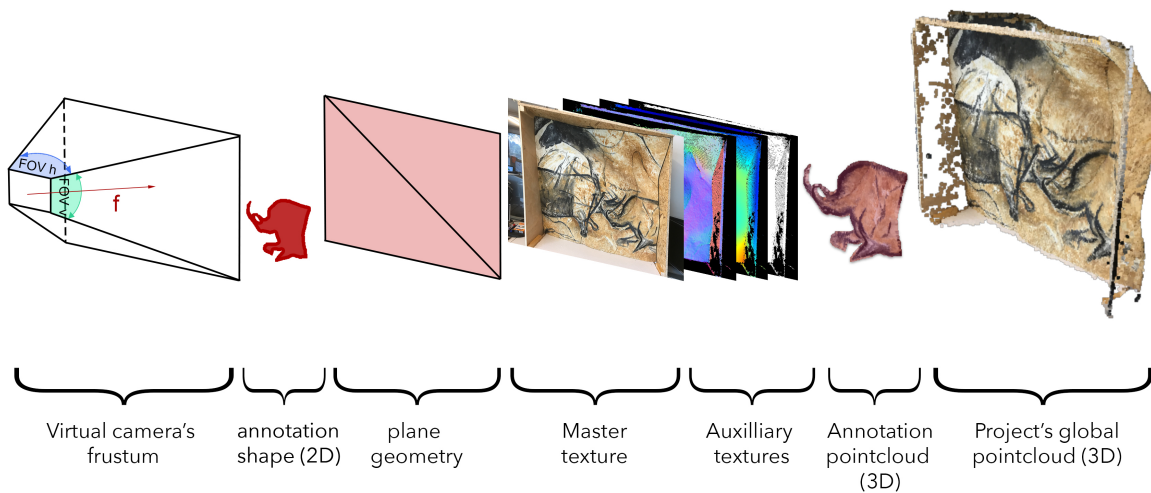 FOV h
FOV v
f
Virtual camera's
frustum
annotation
shape (2D)
plane
geometry
Master
texture
Auxilliary
textures
Annotation
pointcloud
(3D)
Project's global
pointcloud (3D)